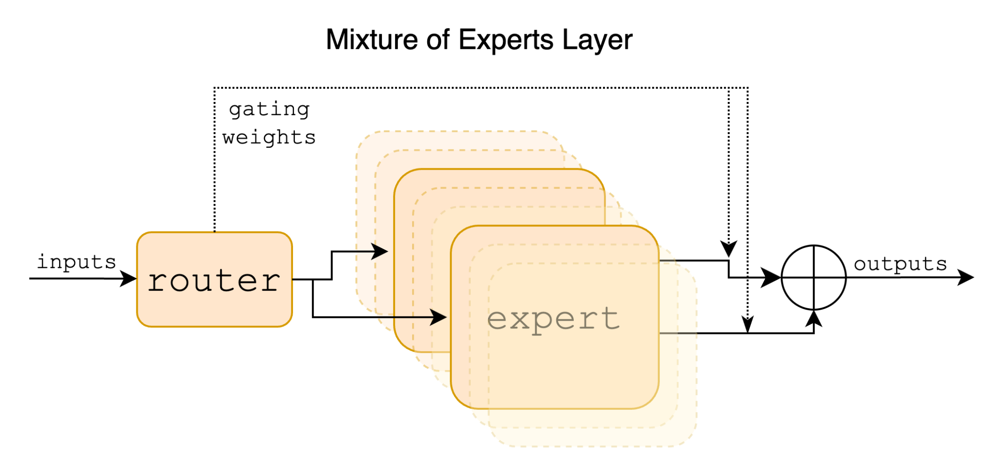 Mixture of Experts Layer
gating
weights
inputs
router
expert
outputs